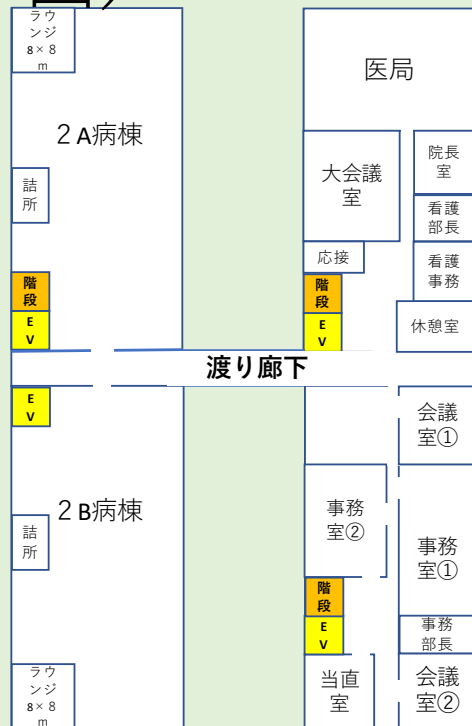 ラウ
ンジ
8×8
m
2A病棟
詰
所
階
段
E
V
医局
大会議
室
院長
室
看護
部長
応接
看護
事務
階
段
E
V
休憩室
渡り廊下
E
V
2B病棟
詰
所
ラウ
ンジ
8×8
m
会議
室①
事務
室②
事務
室①
階
段
E
V
事務
部長
当直
室
会議
室②